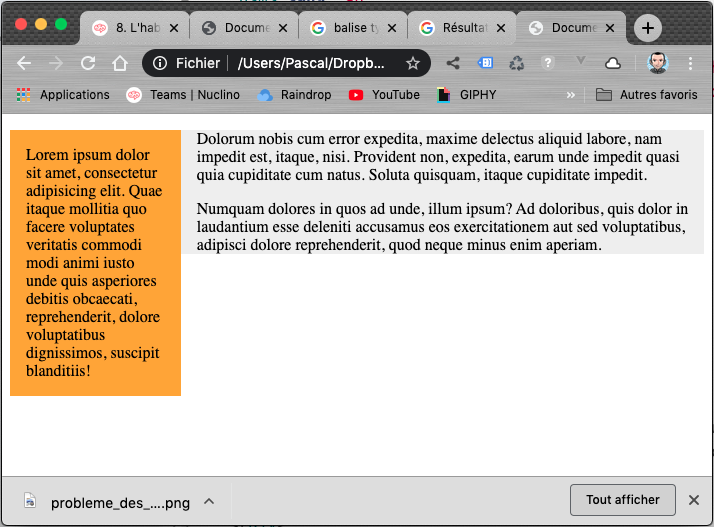 8. L'hab
Docume
balise ty
Résultat
Docume
Fichier
/Users/Pascal/Dropb...
Applications
Teams | Nuclino
Raindrop
YouTube
GIPHY
»
Autres favoris
Lorem ipsum dolor
sit amet, consectetur
adipisicing elit. Quae
itaque mollitia quo
facere voluptates
veritatis commodi
modi animi iusto
unde quis asperiores
debitis obcaecati,
reprehenderit, dolore
voluptatibus
dignissimos, suscipit
blanditiis!
Dolorum nobis cum error expedita, maxime delectus aliquid labore, nam
impedit est, itaque, nisi. Provident non, expedita, earum unde impedit quasi
quia cupiditate cum natus. Soluta quisquam, itaque cupiditate impedit.
Numquam dolores in quos ad unde, illum ipsum? Ad doloribus, quis dolor in
laudantium esse deleniti accusamus eos exercitationem aut sed voluptatibus,
adipisci dolore reprehenderit, quod neque minus enim aperiam.
probleme_des_....png
Tout afficher